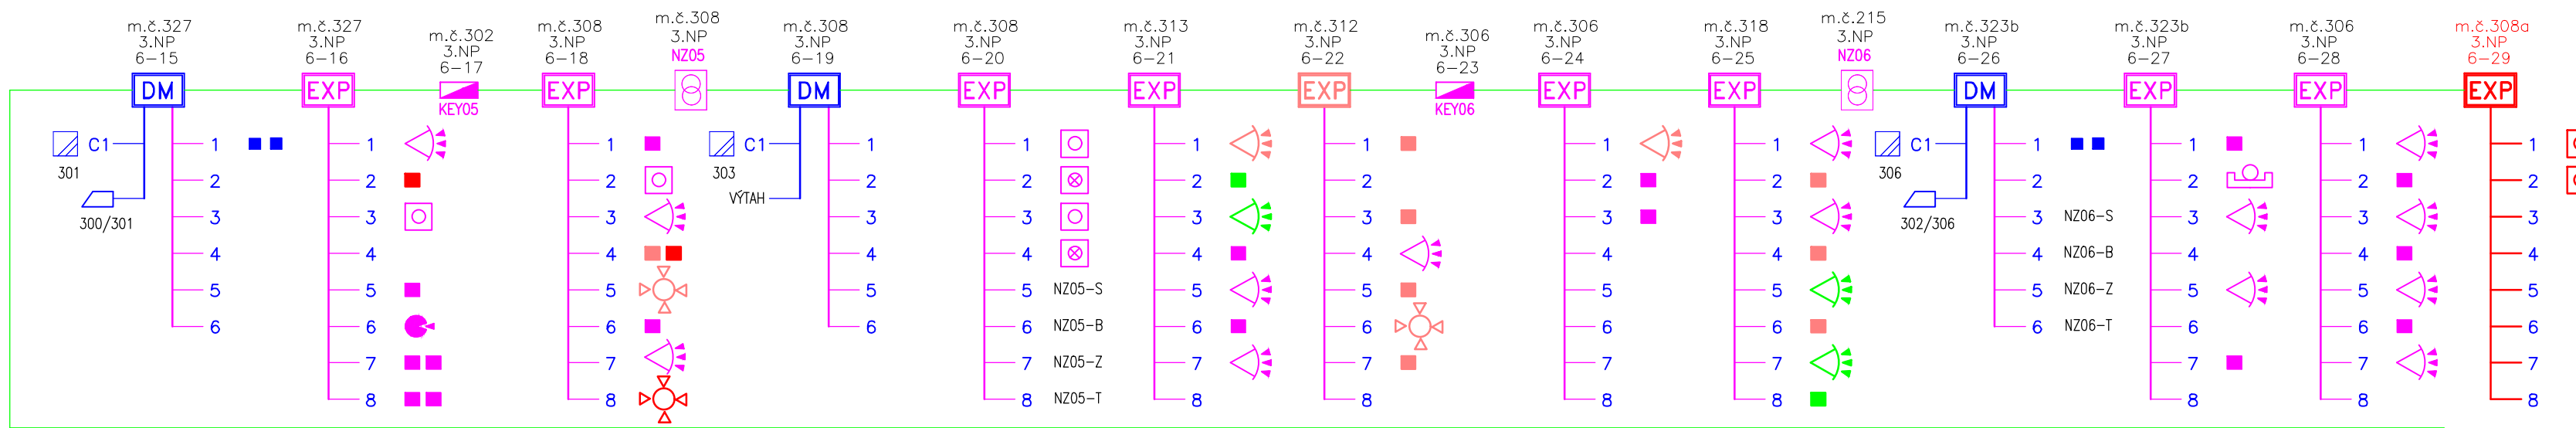 m.č.327
3.NP
6-15
DM
C1
301
300/301
1
2
3
4
5
6
m.č.327
3.NP
6-16
EXP
1
2
3
4
5
6
7
8
m.č.302
3.NP
6-17
KEY05
m.č.308
3.NP
6-18
EXP
1
2
3
4
5
6
7
8
m.č.308
3.NP
NZ05
m.č.308
3.NP
6-19
DM
C1
303
VÝTAH
1
2
3
4
5
6
m.č.308
3.NP
6-20
EXP
1
2
3
4
5 NZ05-S
6 NZ05-B
7 NZ05-Z
8 NZ05-T
m.č.313
3.NP
6-21
EXP
1
2
3
4
5
6
7
8
m.č.312
3.NP
6-22
EXP
1
2
3
4
5
6
7
8
m.č.306
3.NP
6-23
KEY06
m.č.306
3.NP
6-24
EXP
1
2
3
4
5
6
7
8
m.č.318
3.NP
6-25
EXP
1
2
3
4
5
6
7
8
m.č.215
3.NP
NZ06
m.č.323b
3.NP
6-26
DM
C1
306
302/306
1
2
3 NZ06-S
4 NZ06-B
5 NZ06-Z
6 NZ06-T
m.č.323b
3.NP
6-27
EXP
1
2
3
4
5
6
7
8
m.č.306
3.NP
6-28
EXP
1
2
3
4
5
6
7
8
m.č.308a
3.NP
6-29
EXP
1
2
3
4
5
6
7
8